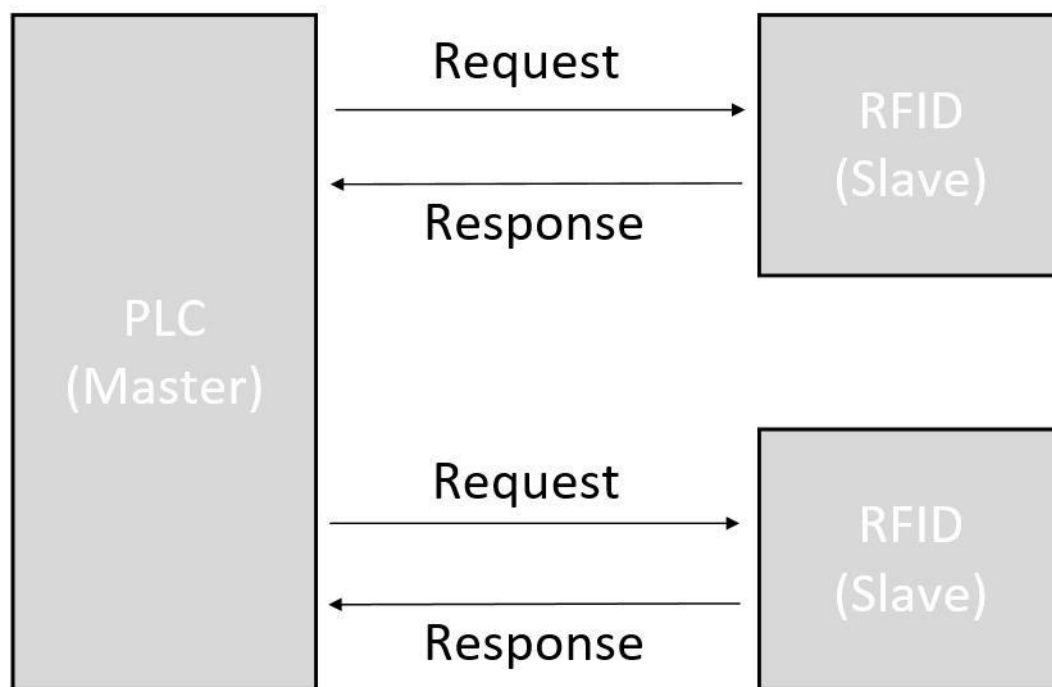 Request
RFID
(Slave)
Response
PLC
(Master)
Request
RFID
(Slave)
Response